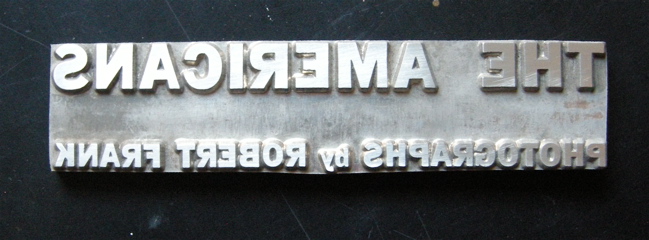 THE AMERICANS
PHOTOGRAPHS by ROBERT FRANK